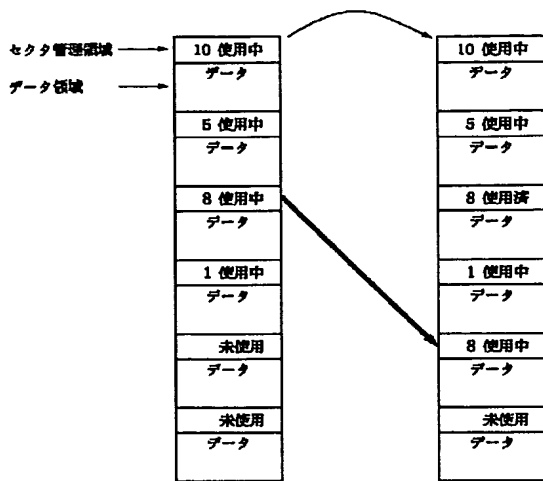 セクタ管理領域
データ領域
10 使用中
データ
5 使用中
データ
8 使用中
データ
1 使用中
データ
未使用
データ
未使用
データ
10 使用中
データ
5 使用中
データ
8 使用済
データ
1 使用中
データ
8 使用中
データ
未使用
データ